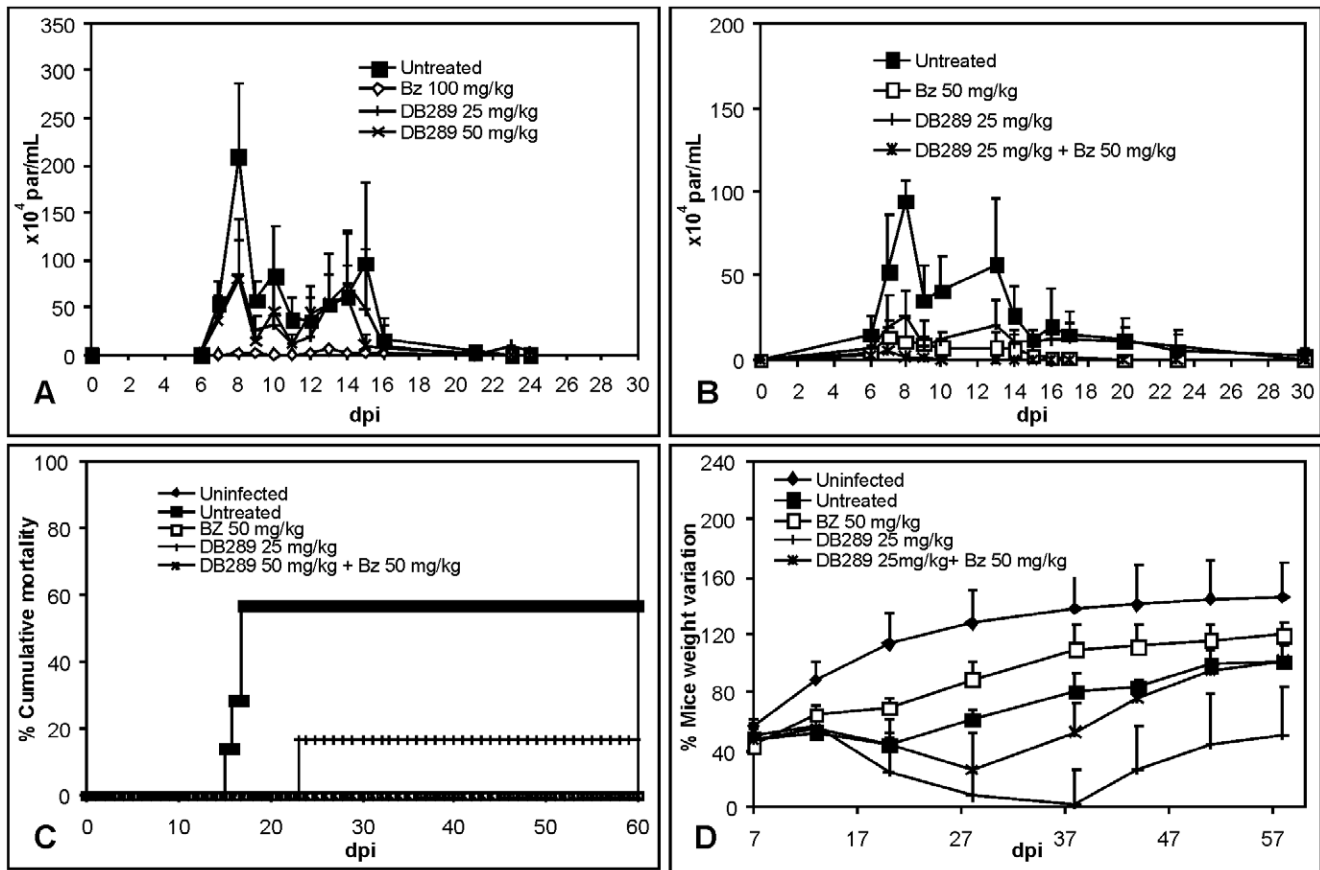 350
300
250
200
150
100
50
0
x10⁴ par/mL
Untreated
Bz 100 mg/kg
DB289 25 mg/kg
DB289 50 mg/kg
0 2 4 6 8 10 12 14 16 18 20 22 24 26 28 30
A
dpi
200
150
100
50
0
x10⁴ par/mL
Untreated
Bz 50 mg/kg
DB289 25 mg/kg
DB289 25 mg/kg + Bz 50 mg/kg
0 2 4 6 8 10 12 14 16 18 20 22 24 26 28 30
B
dpi
100
80
60
40
20
0
% Cumulative mortality
Uninfected
Untreated
BZ 50 mg/kg
DB289 25 mg/kg
DB289 50 mg/kg + Bz 50 mg/kg
0 10 20 30 40 50 60
C
dpi
240
200
160
120
80
40
0
% Mice weight variation
Uninfected
Untreated
BZ 50 mg/kg
DB289 25 mg/kg
DB289 25mg/kg+ Bz 50 mg/kg
7 17 27 37 47 57
D
dpi